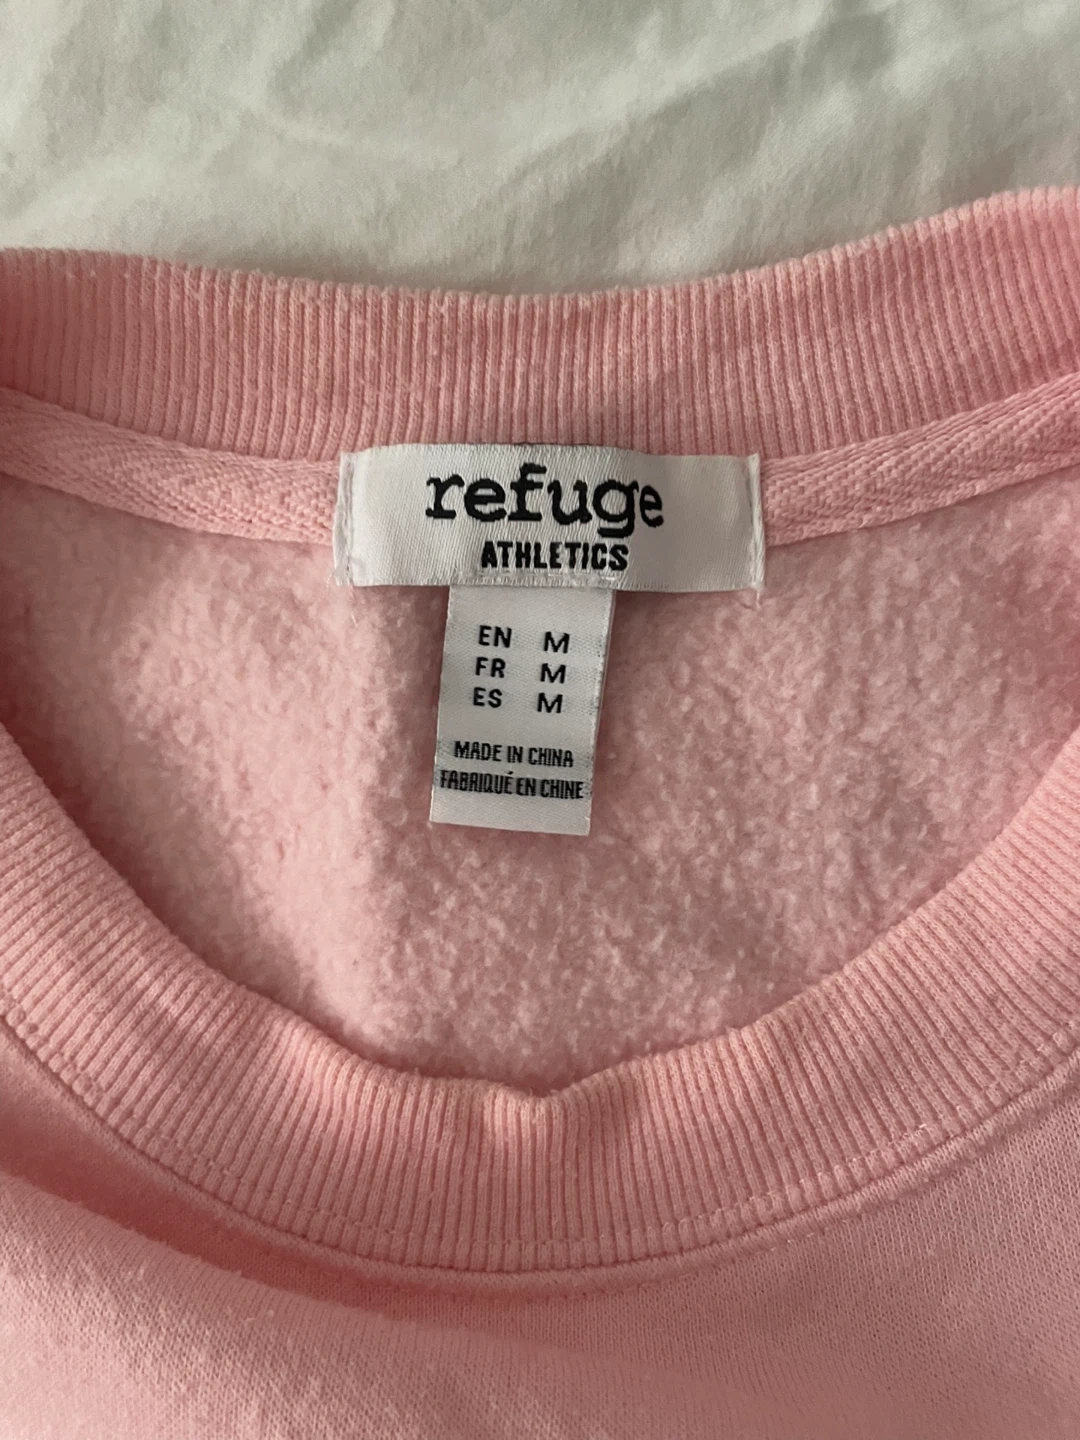 refuge
ATHLETICS
EN M
FR M
ES M
MADE IN CHINA
FABRIQUÉ EN CHINE